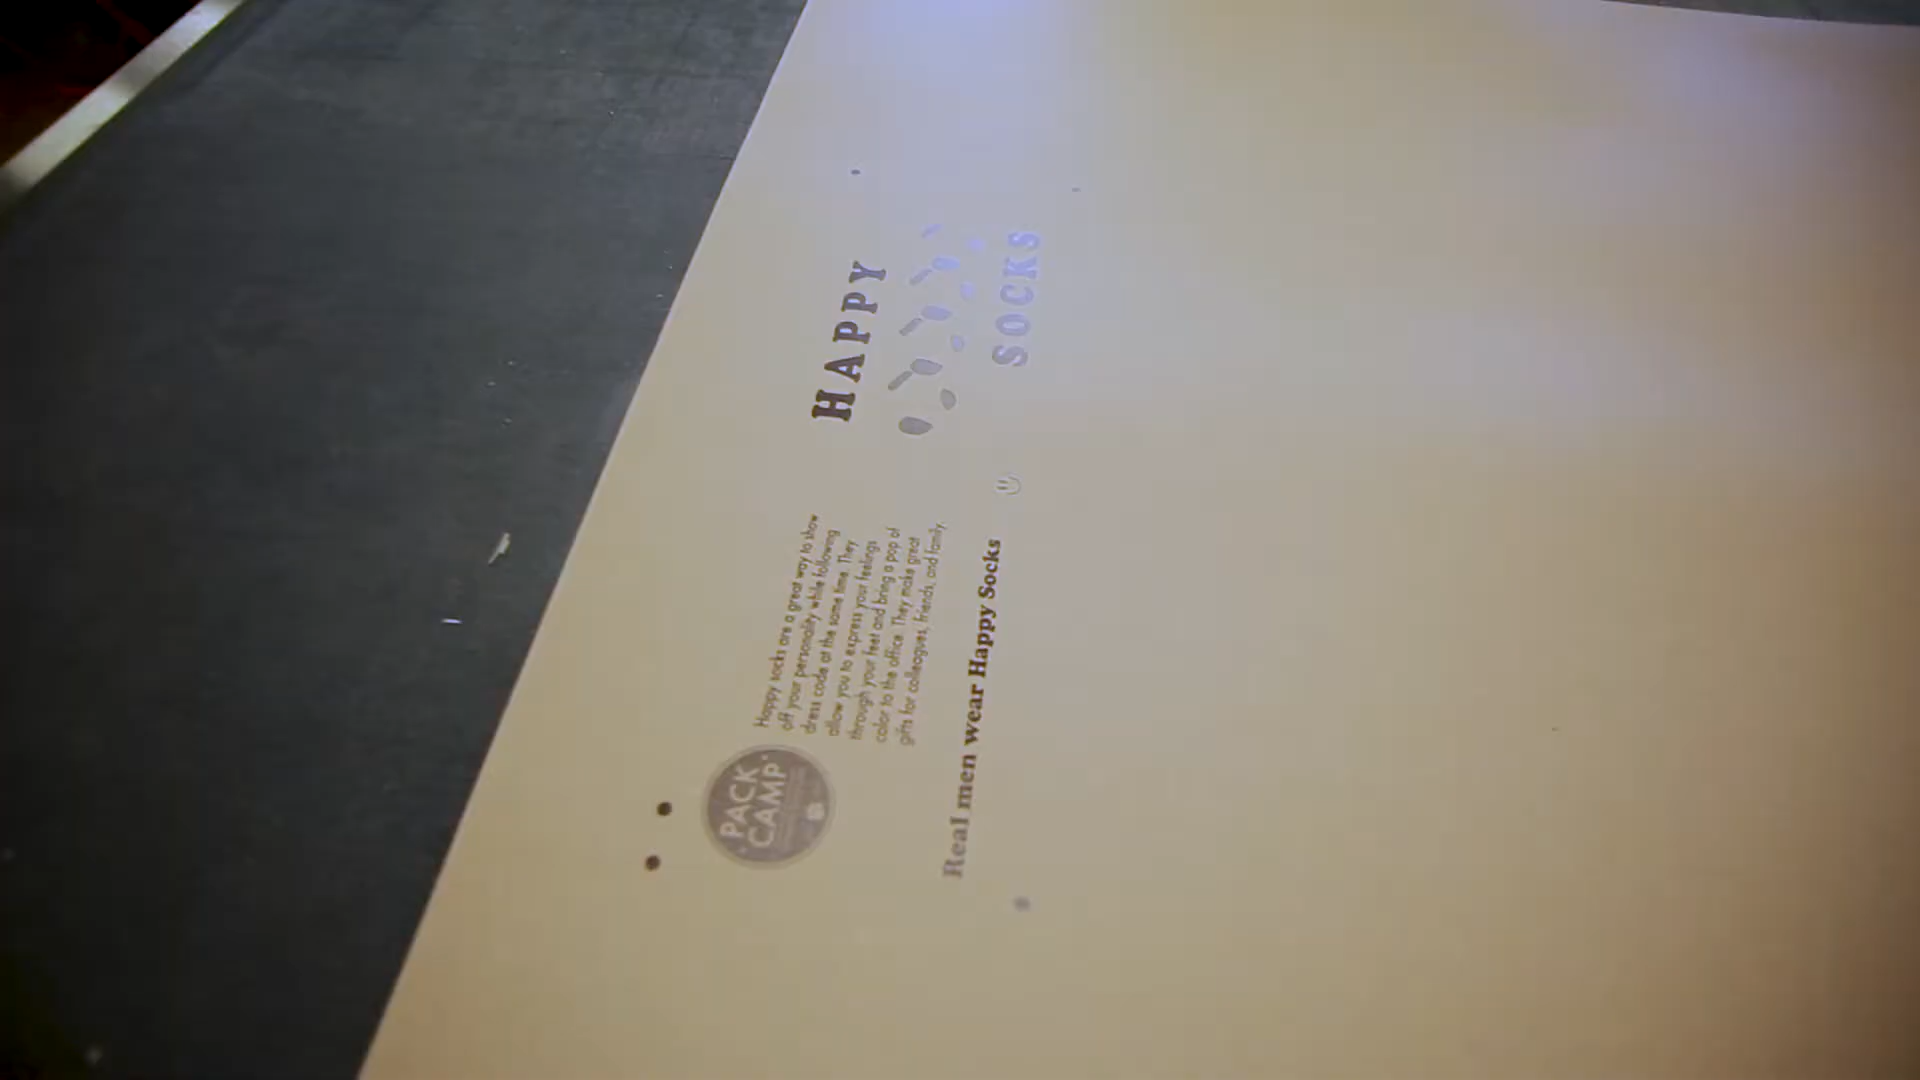 HAPPY
SOCKS
Happy socks are a great way to show
off your personality while following
dress code at the same time. They
allow you to express your feelings
through your feet and bring a pop of
color to the office. They make great
gifts for colleagues, friends, and family.
Real men wear Happy Socks
PACK
CAMP